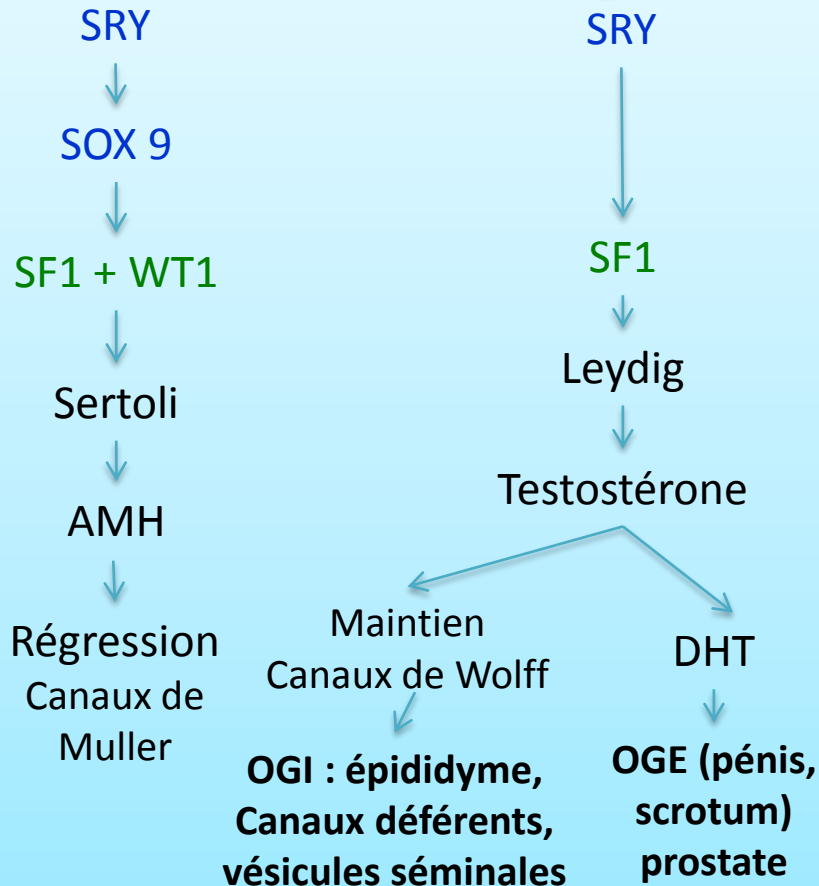 SRY
SOX 9
SF1 + WT1
Sertoli
AMH
Régression
Canaux de
Muller
SRY
SF1
Leydig
Testostérone
Maintien
Canaux de Wolff
OGI : épididyme,
Canaux déférents,
vésicules séminales
DHT
OGE (pénis,
scrotum)
prostate